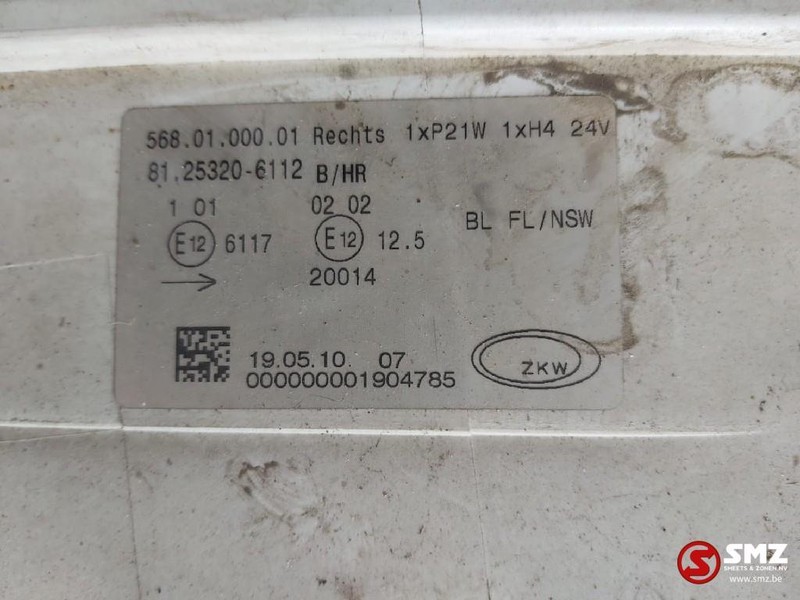 568.01.000.01 Rechts 1xP21W 1xH4 24V
81.25320-6112 B/HR
1 01 02 02
E12 6117 E12 12.5 BL FL/NSW
→ 20014
19.05.10. 07
000000001904785
ZKW
SMZ
SMEETS & ZONEN NV
www.smz.be